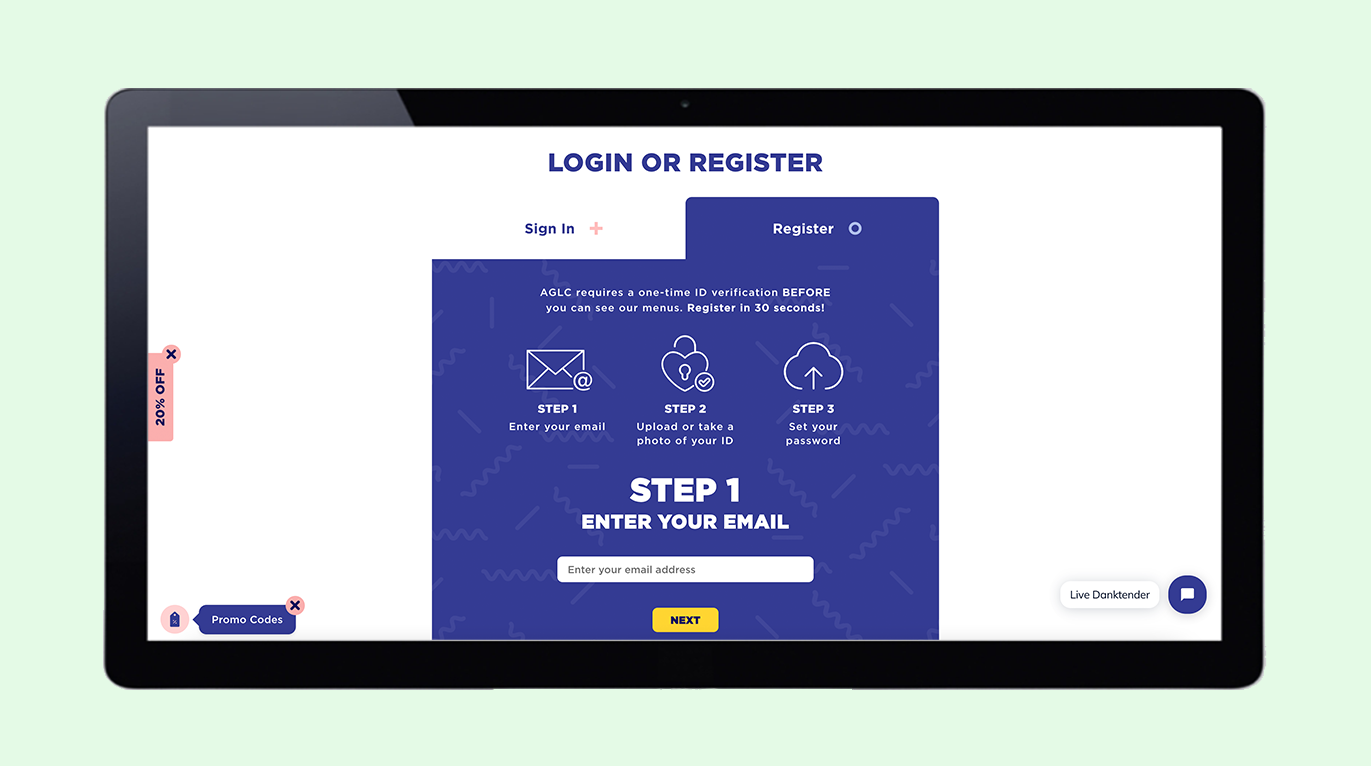 LOGIN OR REGISTER
Sign In
Register
AGLC requires a one-time ID verification BEFORE
you can see our menus. Register in 30 seconds!
STEP 1
Enter your email
STEP 2
Upload or take a
photo of your ID
STEP 3
Set your
password
STEP 1
ENTER YOUR EMAIL
Enter your email address
NEXT
20% OFF
Promo Codes
Live Danktender